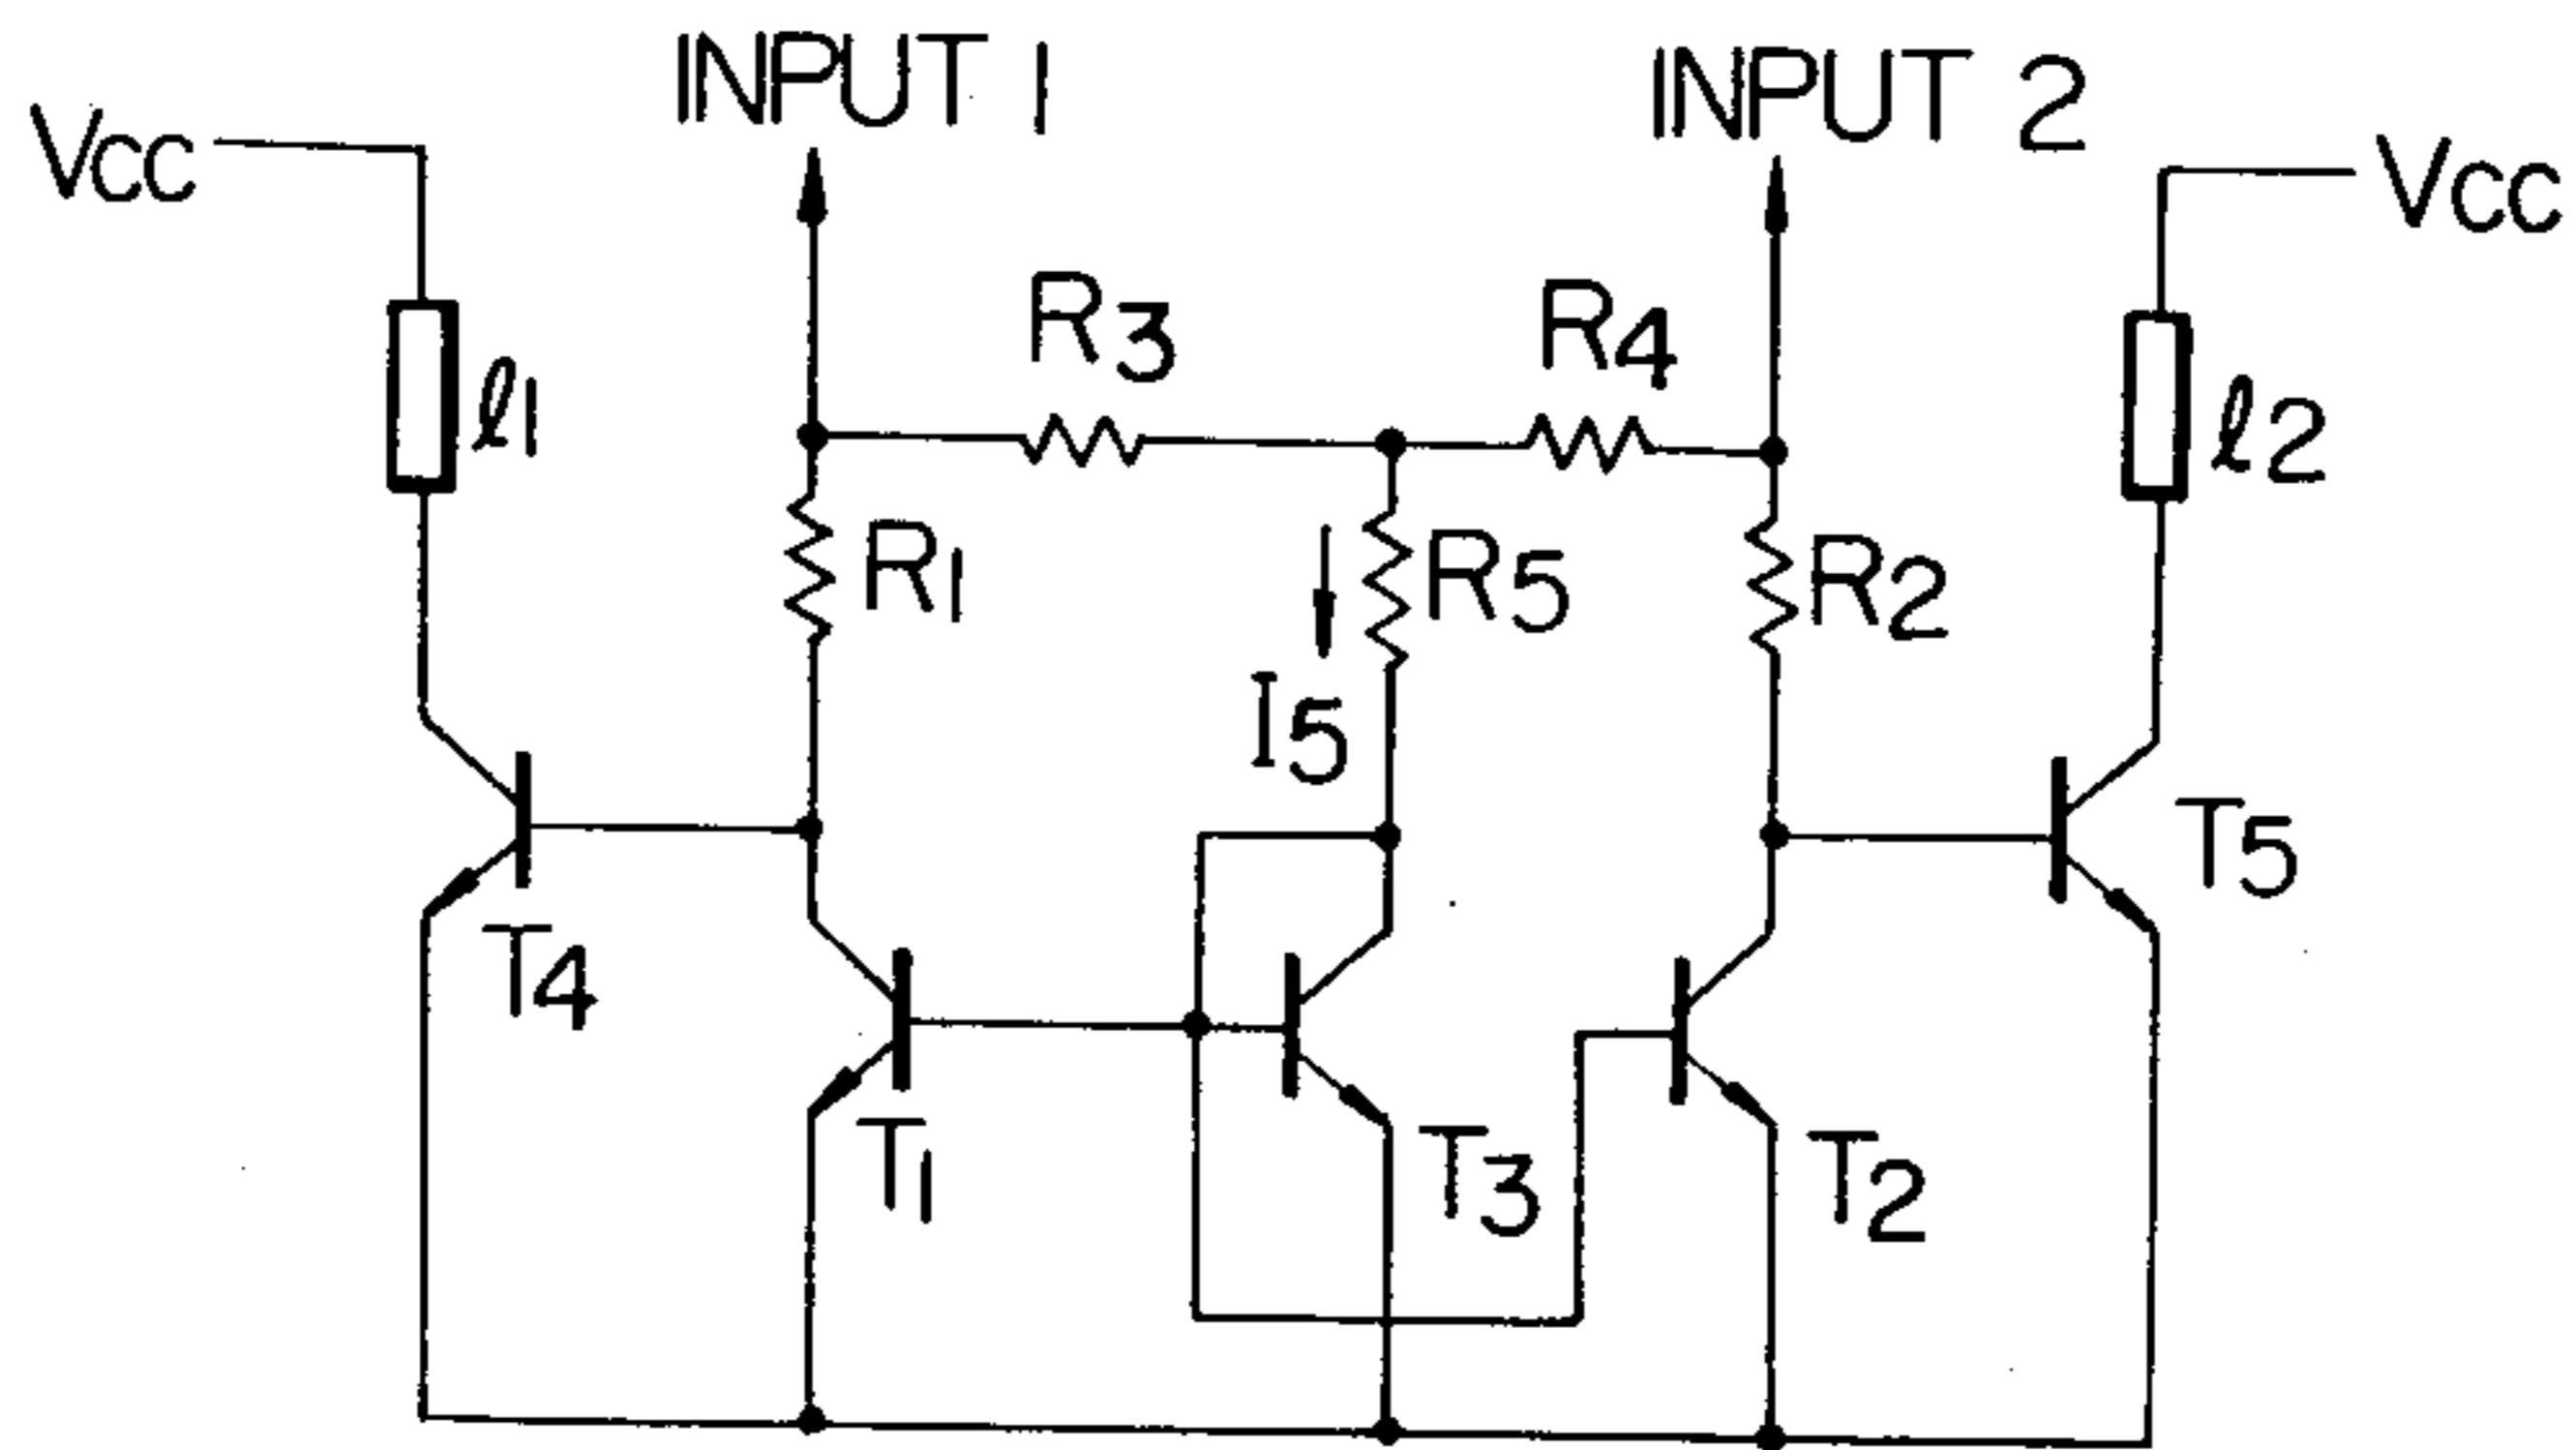 INPUT 1
INPUT 2
Vcc
Vcc
R3
R4
ℓ1
ℓ2
R1
R5
R2
I5
T5
T4
T1
T3
T2